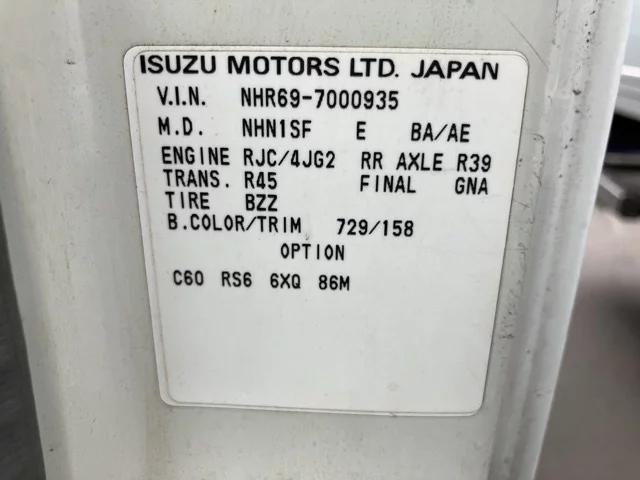 ISUZU MOTORS LTD. JAPAN
V.I.N. NHR69-7000935
M.D. NHN1SF E BA/AE
ENGINE RJC/4JG2 RR AXLE R39
TRANS. R45 FINAL GNA
TIRE BZZ
B.COLOR/TRIM 729/158
OPTION
C60 RS6 6XQ 86M